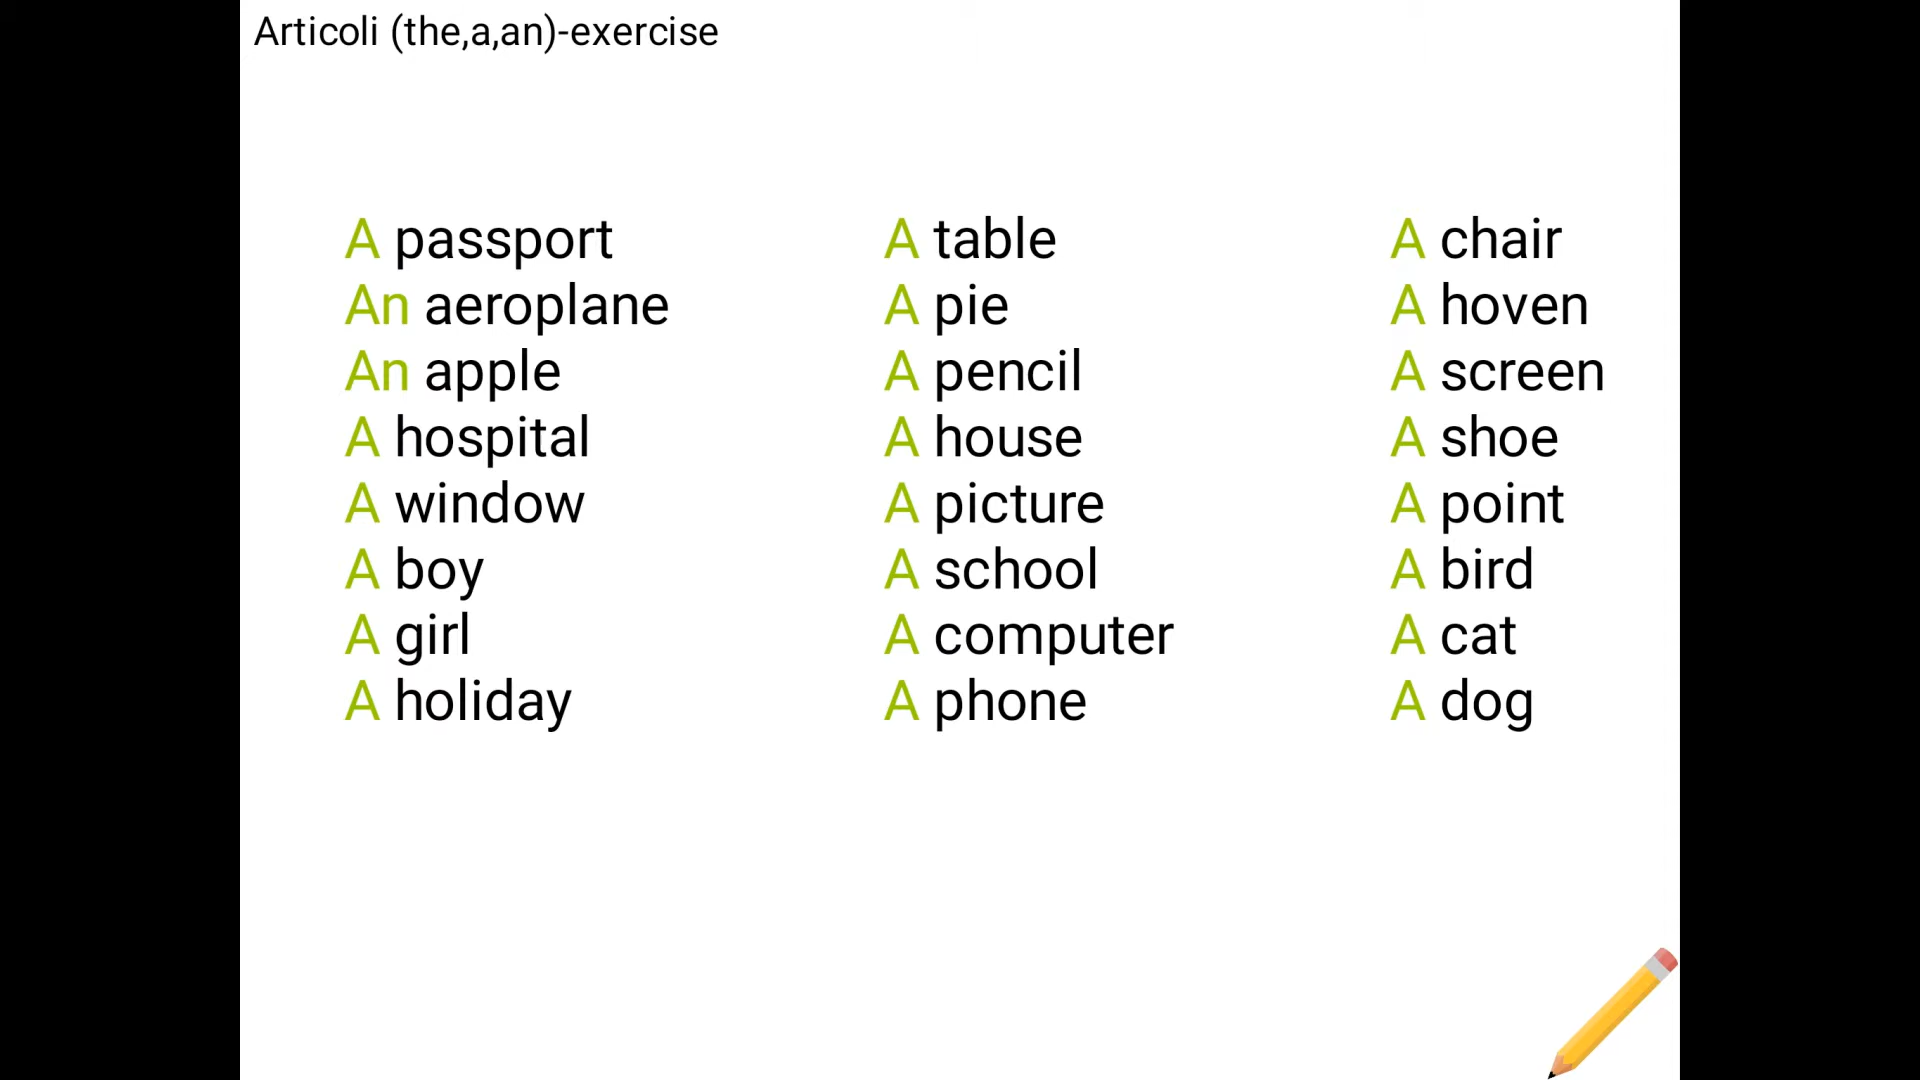 Articoli (the,a,an)-exercise
A passport
An aeroplane
An apple
A hospital
A window
A boy
A girl
A holiday
A table
A pie
A pencil
A house
A picture
A school
A computer
A phone
A chair
A hoven
A screen
A shoe
A point
A bird
A cat
A dog